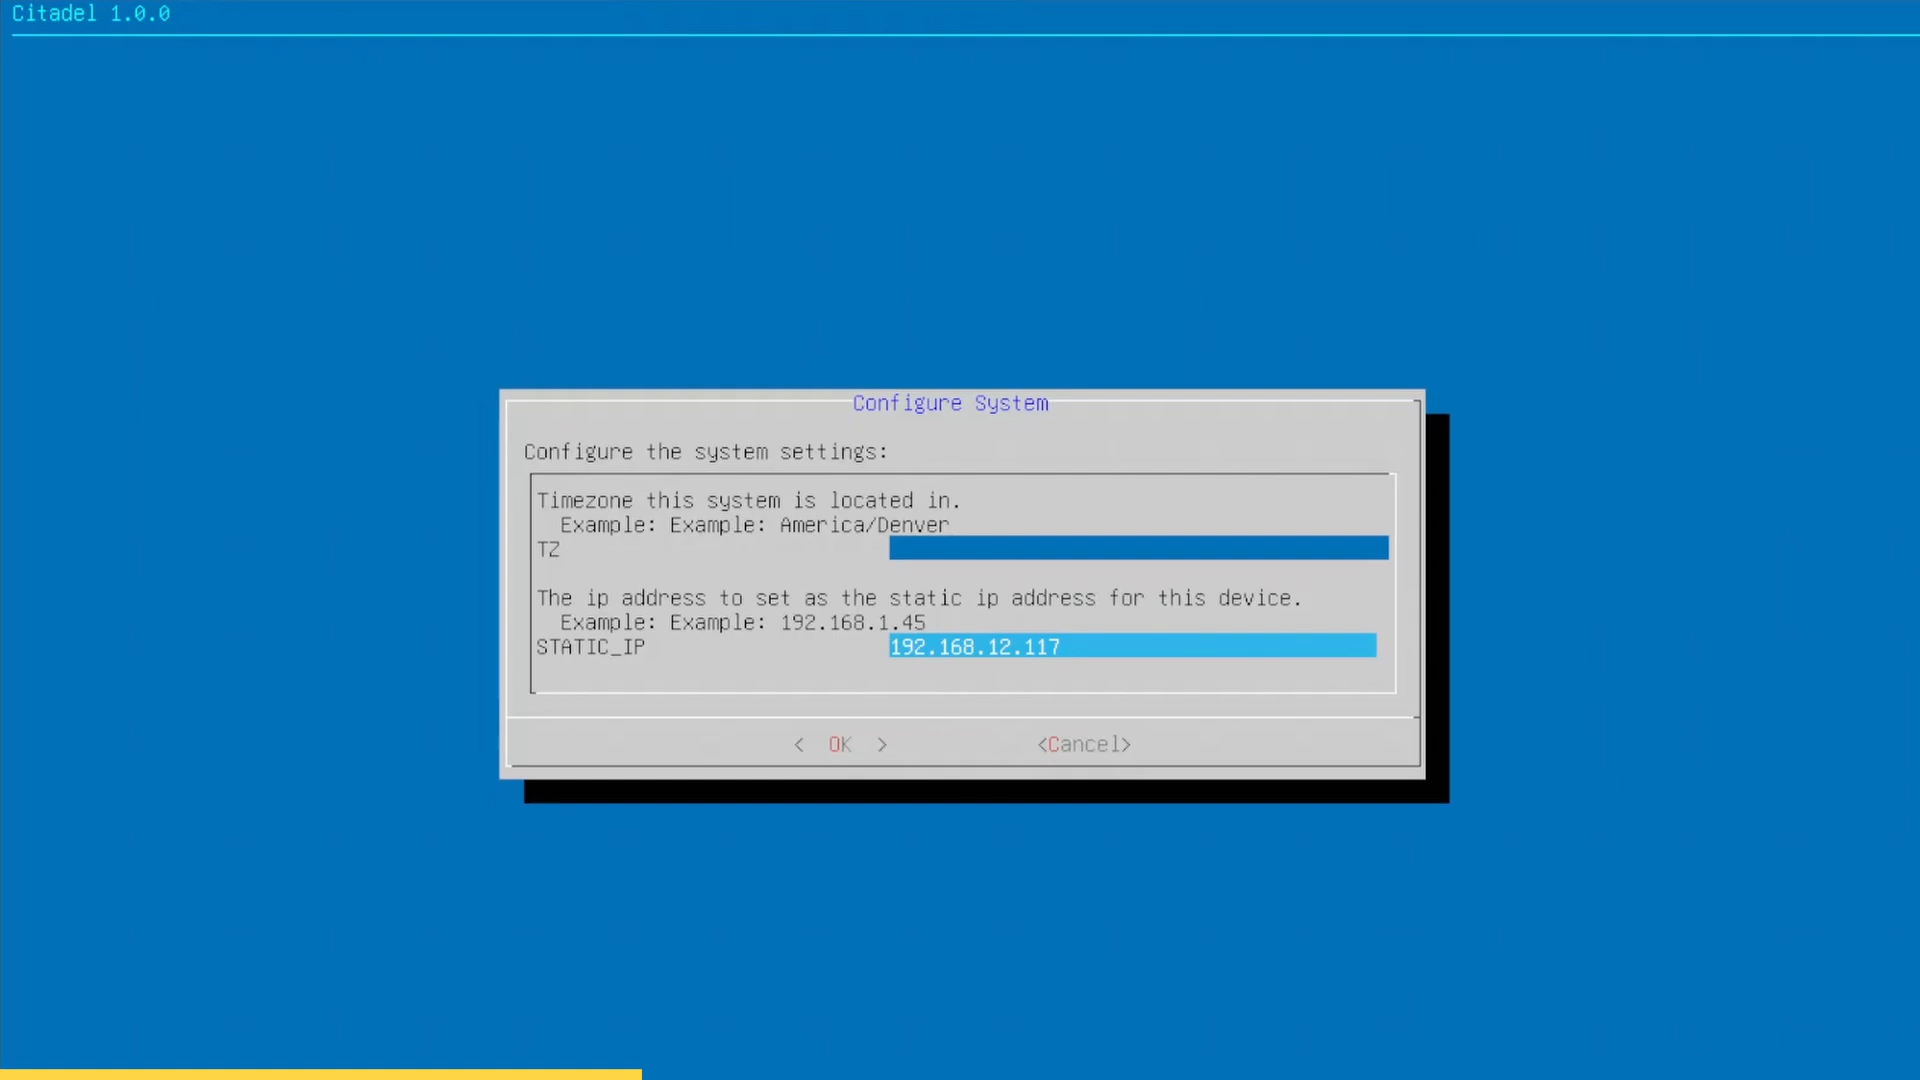 Citadel 1.0.0
Configure System
Configure the system settings:
Timezone this system is located in.
Example: Example: America/Denver
TZ
The ip address to set as the static ip address for this device.
Example: Example: 192.168.1.45
STATIC_IP 192.168.12.117
< OK > <Cancel>